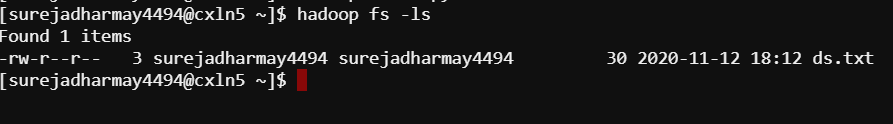 [surejadharmay4494@cxln5 ~]$ hadoop fs -ls
Found 1 items
-rw-r--r--   3 surejadharmay4494 surejadharmay4494         30 2020-11-12 18:12 ds.txt
[surejadharmay4494@cxln5 ~]$